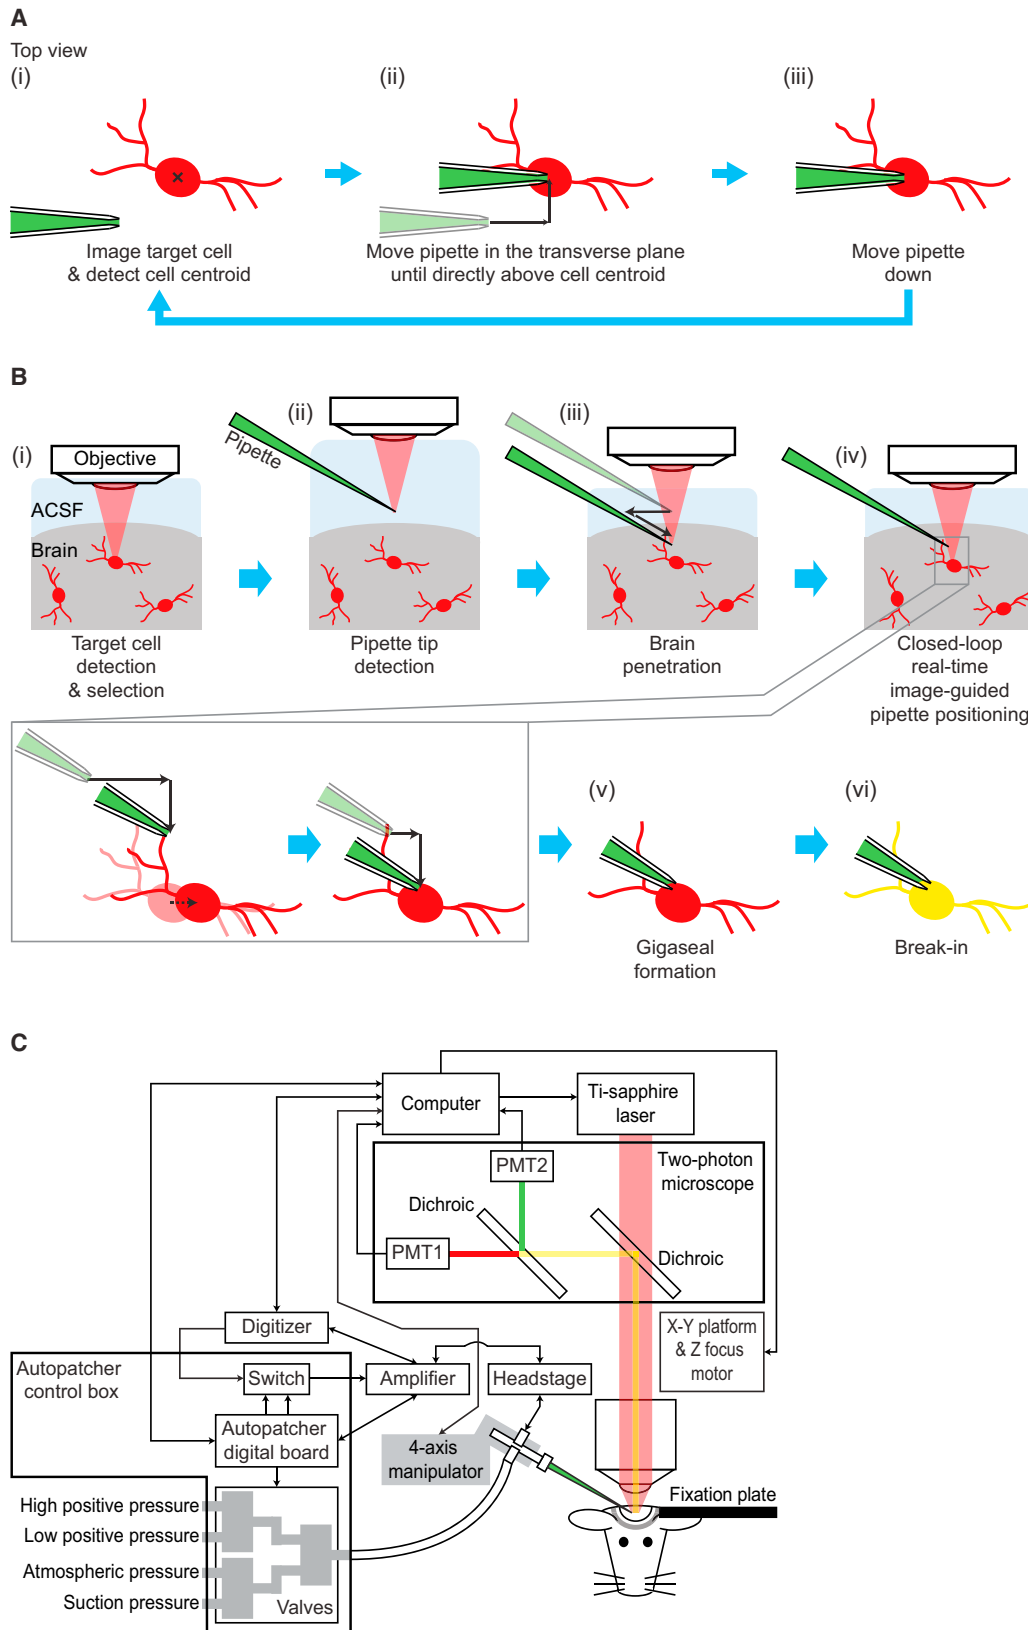 A
Top view
(i)
(ii)
(iii)
Image target cell
& detect cell centroid
Move pipette in the transverse plane
until directly above cell centroid
Move pipette
down
B
(i)
Objective
ACSF
Brain
Target cell
detection
& selection
(ii)
Pipette
Pipette tip
detection
(iii)
Brain
penetration
(iv)
Closed-loop
real-time
image-guided
pipette positioning
(v)
Gigaseal
formation
(vi)
Break-in
C
Computer
Ti-sapphire
laser
PMT2
Two-photon
microscope
Dichroic
PMT1
Dichroic
Digitizer
X-Y platform
& Z focus
motor
Autopatcher
control box
Switch
Amplifier
Headstage
Autopatcher
digital board
4-axis
manipulator
High positive pressure
Low positive pressure
Atmospheric pressure
Suction pressure
Valves
Fixation plate